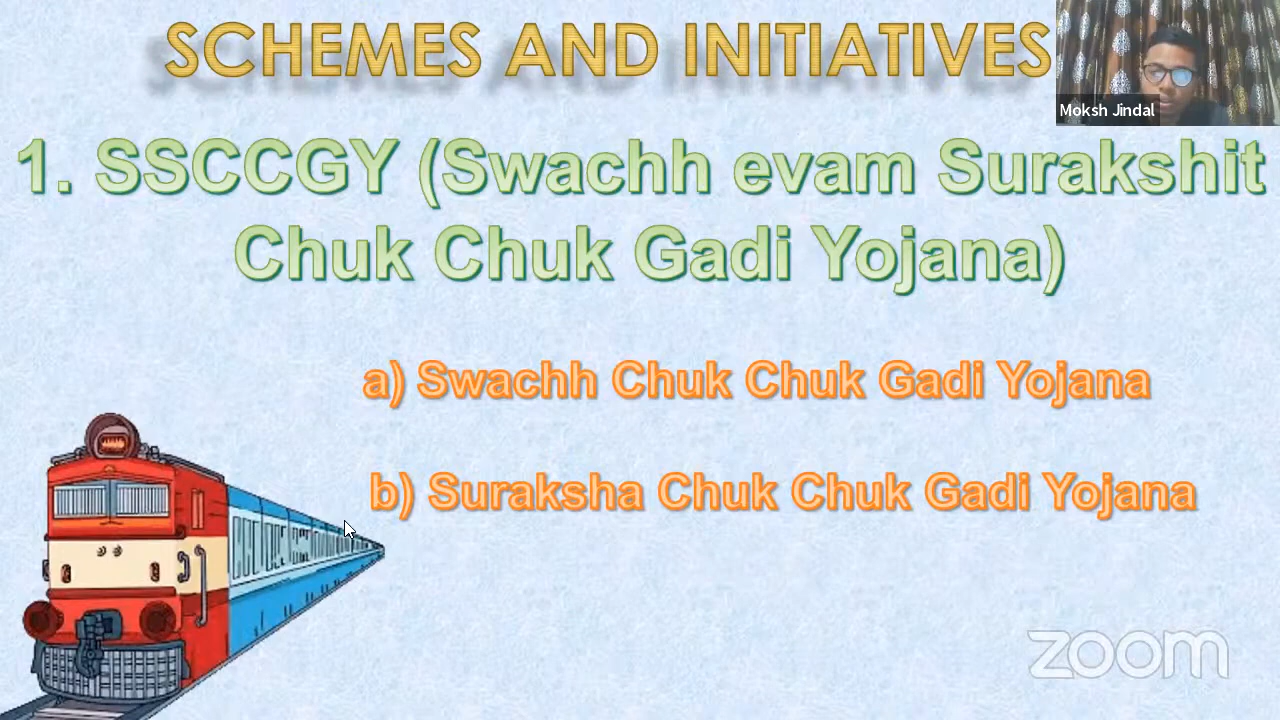 SCHEMES AND INITIATIVES
Moksh Jindal
1. SSCCGY (Swachh evam Surakshit
Chuk Chuk Gadi Yojana)
a) Swachh Chuk Chuk Gadi Yojana
b) Suraksha Chuk Chuk Gadi Yojana
zoom